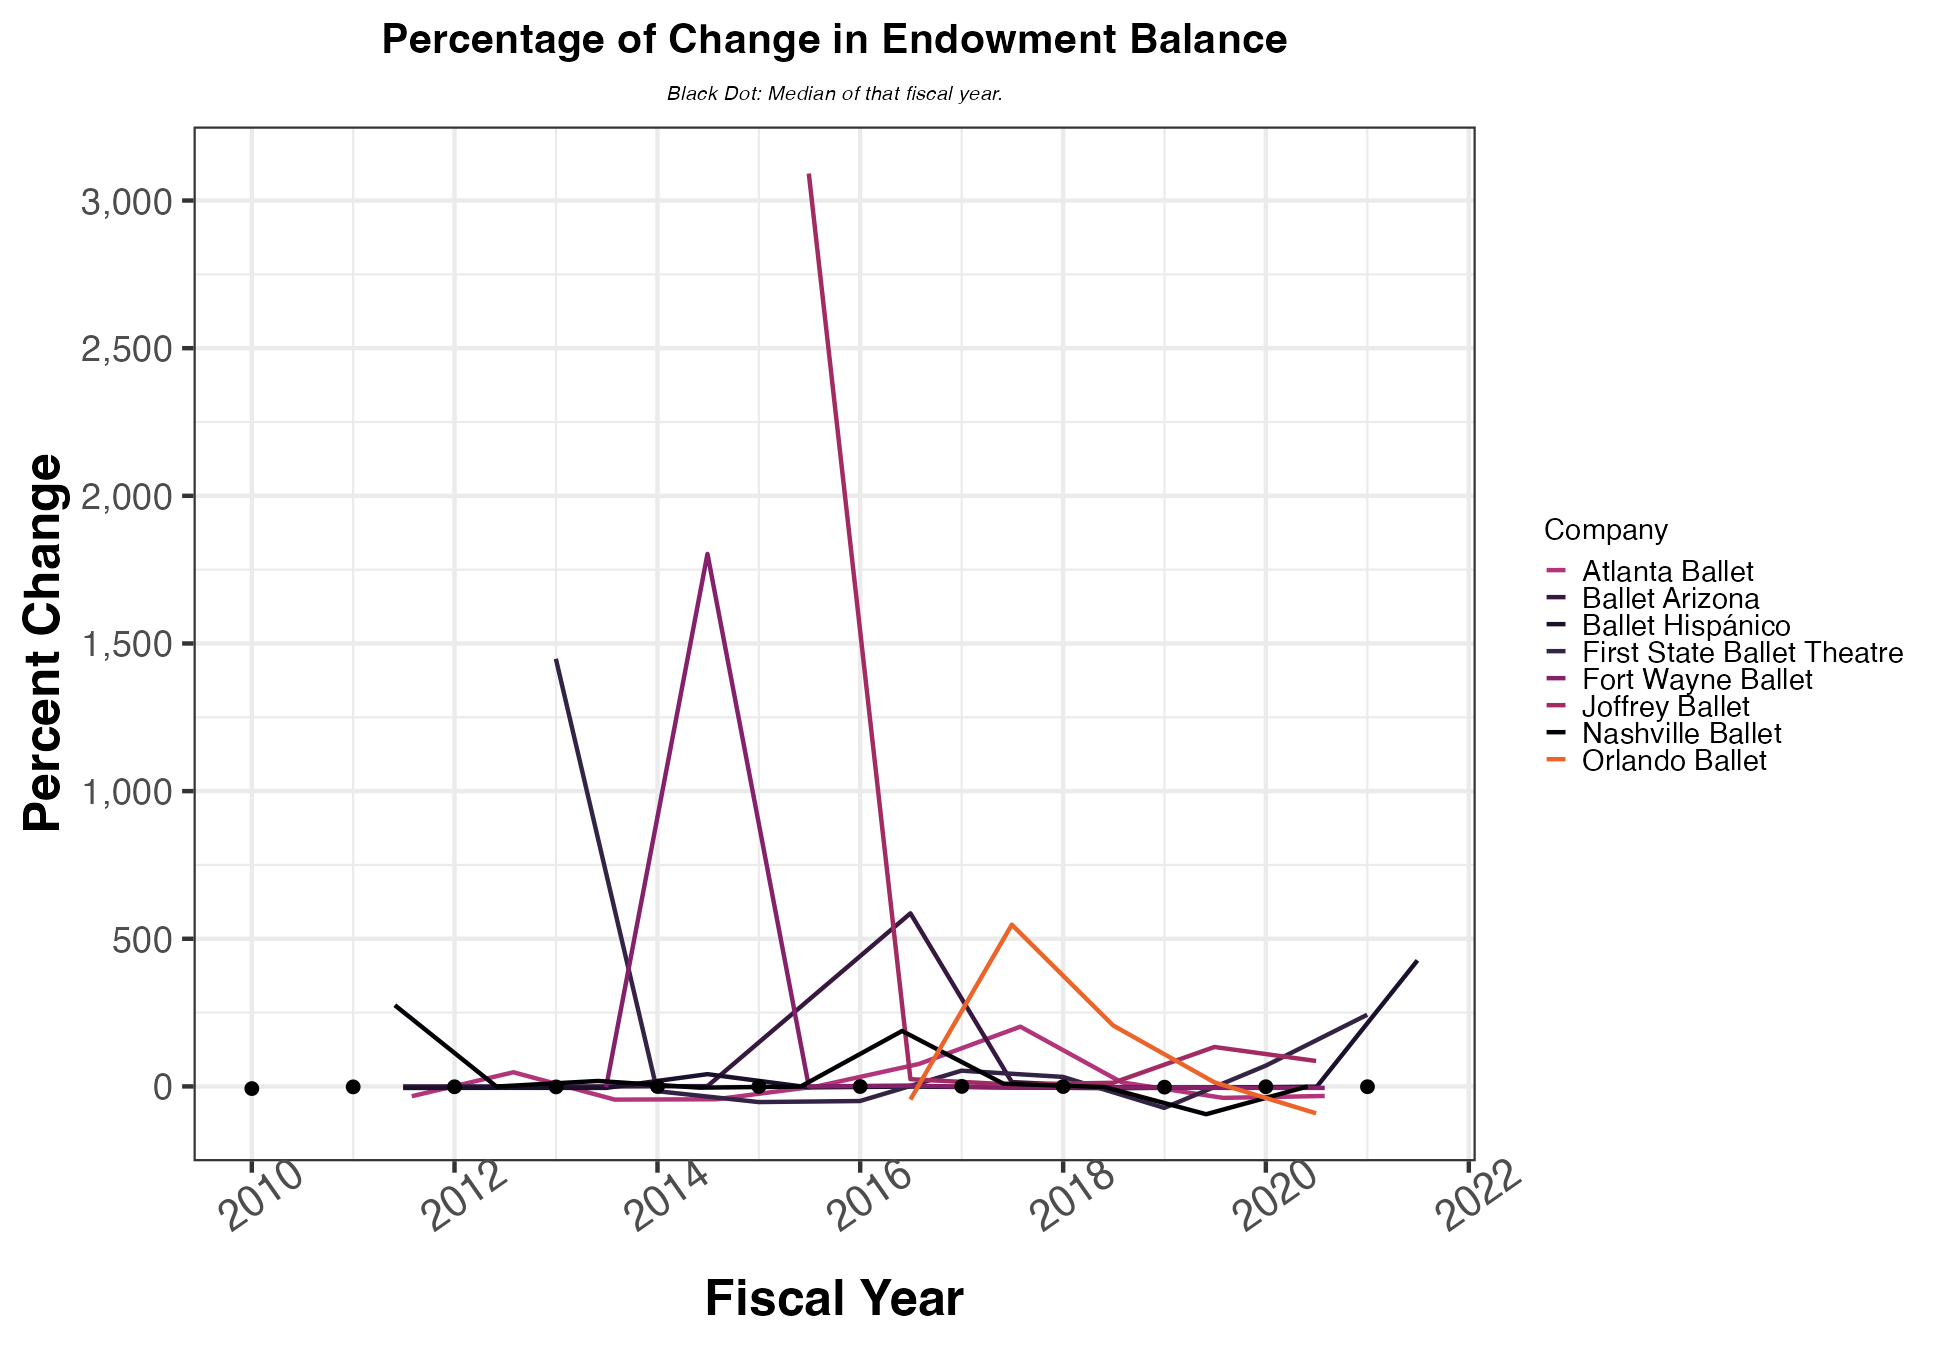 Percentage of Change in Endowment Balance
Black Dot: Median of that fiscal year.
Percent Change
3,000
2,500
2,000
1,500
1,000
500
0
2010
2012
2014
2016
2018
2020
2022
Fiscal Year
Company
Atlanta Ballet
Ballet Arizona
Ballet Hispánico
First State Ballet Theatre
Fort Wayne Ballet
Joffrey Ballet
Nashville Ballet
Orlando Ballet